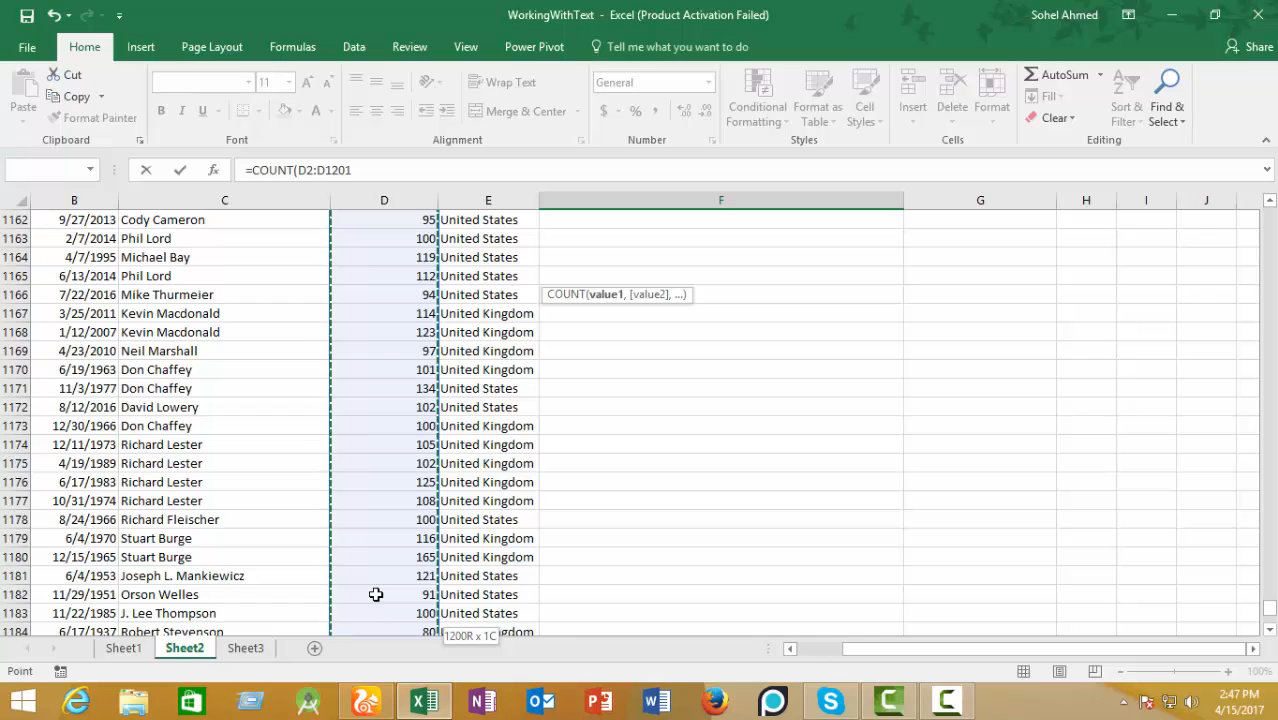 WorkingWithText - Excel (Product Activation Failed)
Sohel Ahmed
File Home Insert Page Layout Formulas Data Review View Power Pivot Tell me what you want to do Share
Paste Cut Copy Format Painter
11 Wrap Text Merge & Center General
B I U A $ %
Conditional Formatting Format as Table Cell Styles Insert Delete Format
AutoSum Fill Clear Sort & Filter Find & Select
Clipboard Font Alignment Number Styles Cells Editing
fx =COUNT(D2:D1201
B C D E F G H I J
1162 9/27/2013 Cody Cameron 95 United States
1163 2/7/2014 Phil Lord 100 United States
1164 4/7/1995 Michael Bay 119 United States
1165 6/13/2014 Phil Lord 112 United States
1166 7/22/2016 Mike Thurmeier 94 United States COUNT(value1, [value2], ...)
1167 3/25/2011 Kevin Macdonald 114 United Kingdom
1168 1/12/2007 Kevin Macdonald 123 United Kingdom
1169 4/23/2010 Neil Marshall 97 United Kingdom
1170 6/19/1963 Don Chaffey 101 United Kingdom
1171 11/3/1977 Don Chaffey 134 United States
1172 8/12/2016 David Lowery 102 United States
1173 12/30/1966 Don Chaffey 100 United Kingdom
1174 12/11/1973 Richard Lester 105 United Kingdom
1175 4/19/1989 Richard Lester 102 United Kingdom
1176 6/17/1983 Richard Lester 125 United Kingdom
1177 10/31/1974 Richard Lester 108 United Kingdom
1178 8/24/1966 Richard Fleischer 100 United States
1179 6/4/1970 Stuart Burge 116 United Kingdom
1180 12/15/1965 Stuart Burge 165 United Kingdom
1181 6/4/1953 Joseph L. Mankiewicz 121 United States
1182 11/29/1951 Orson Welles 91 United States
1183 11/22/1985 J. Lee Thompson 100 United States
1184 6/17/1937 Robert Stevenson 80
1200R x 1C
Sheet1 Sheet2 Sheet3
Point 100%
2:47 PM
4/15/2017